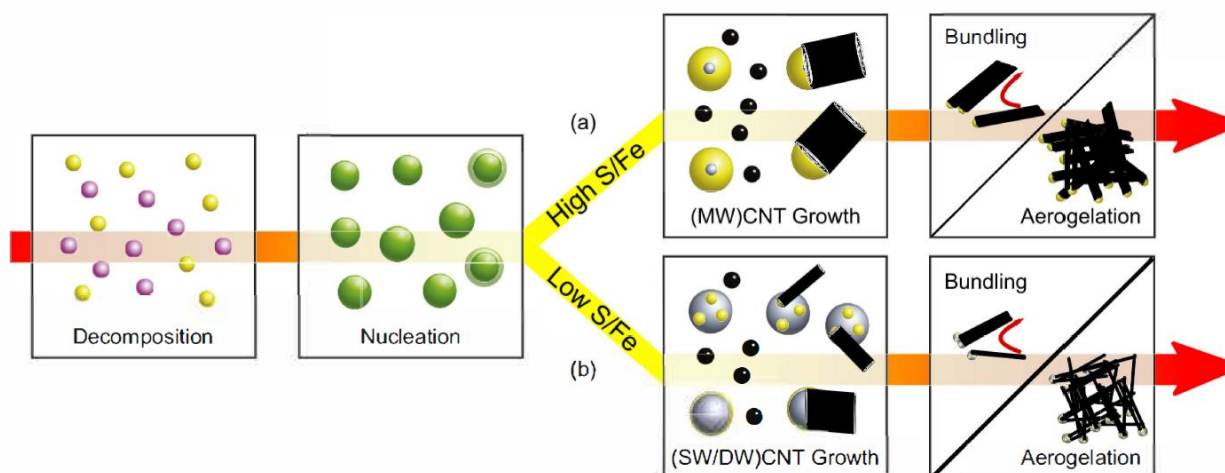 Decomposition
Nucleation
High S/Fe
Low S/Fe
(a)
(MW)CNT Growth
Bundling
Aerogelation
(b)
(SW/DW)CNT Growth
Bundling
Aerogelation